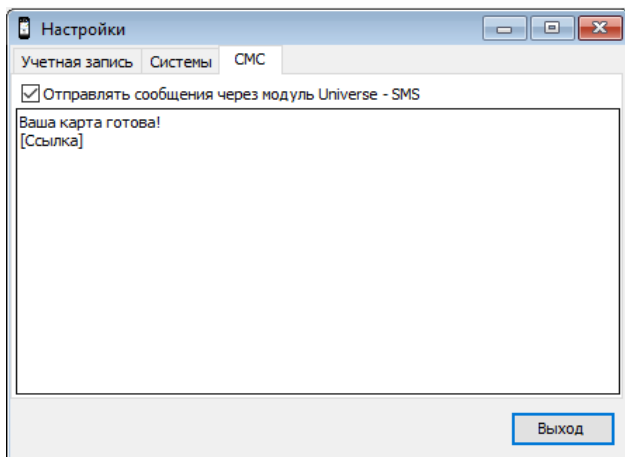 Настройки
Учетная запись Системы СМС
Отправлять сообщения через модуль Universe - SMS
Ваша карта готова!
[Ссылка]
Выход